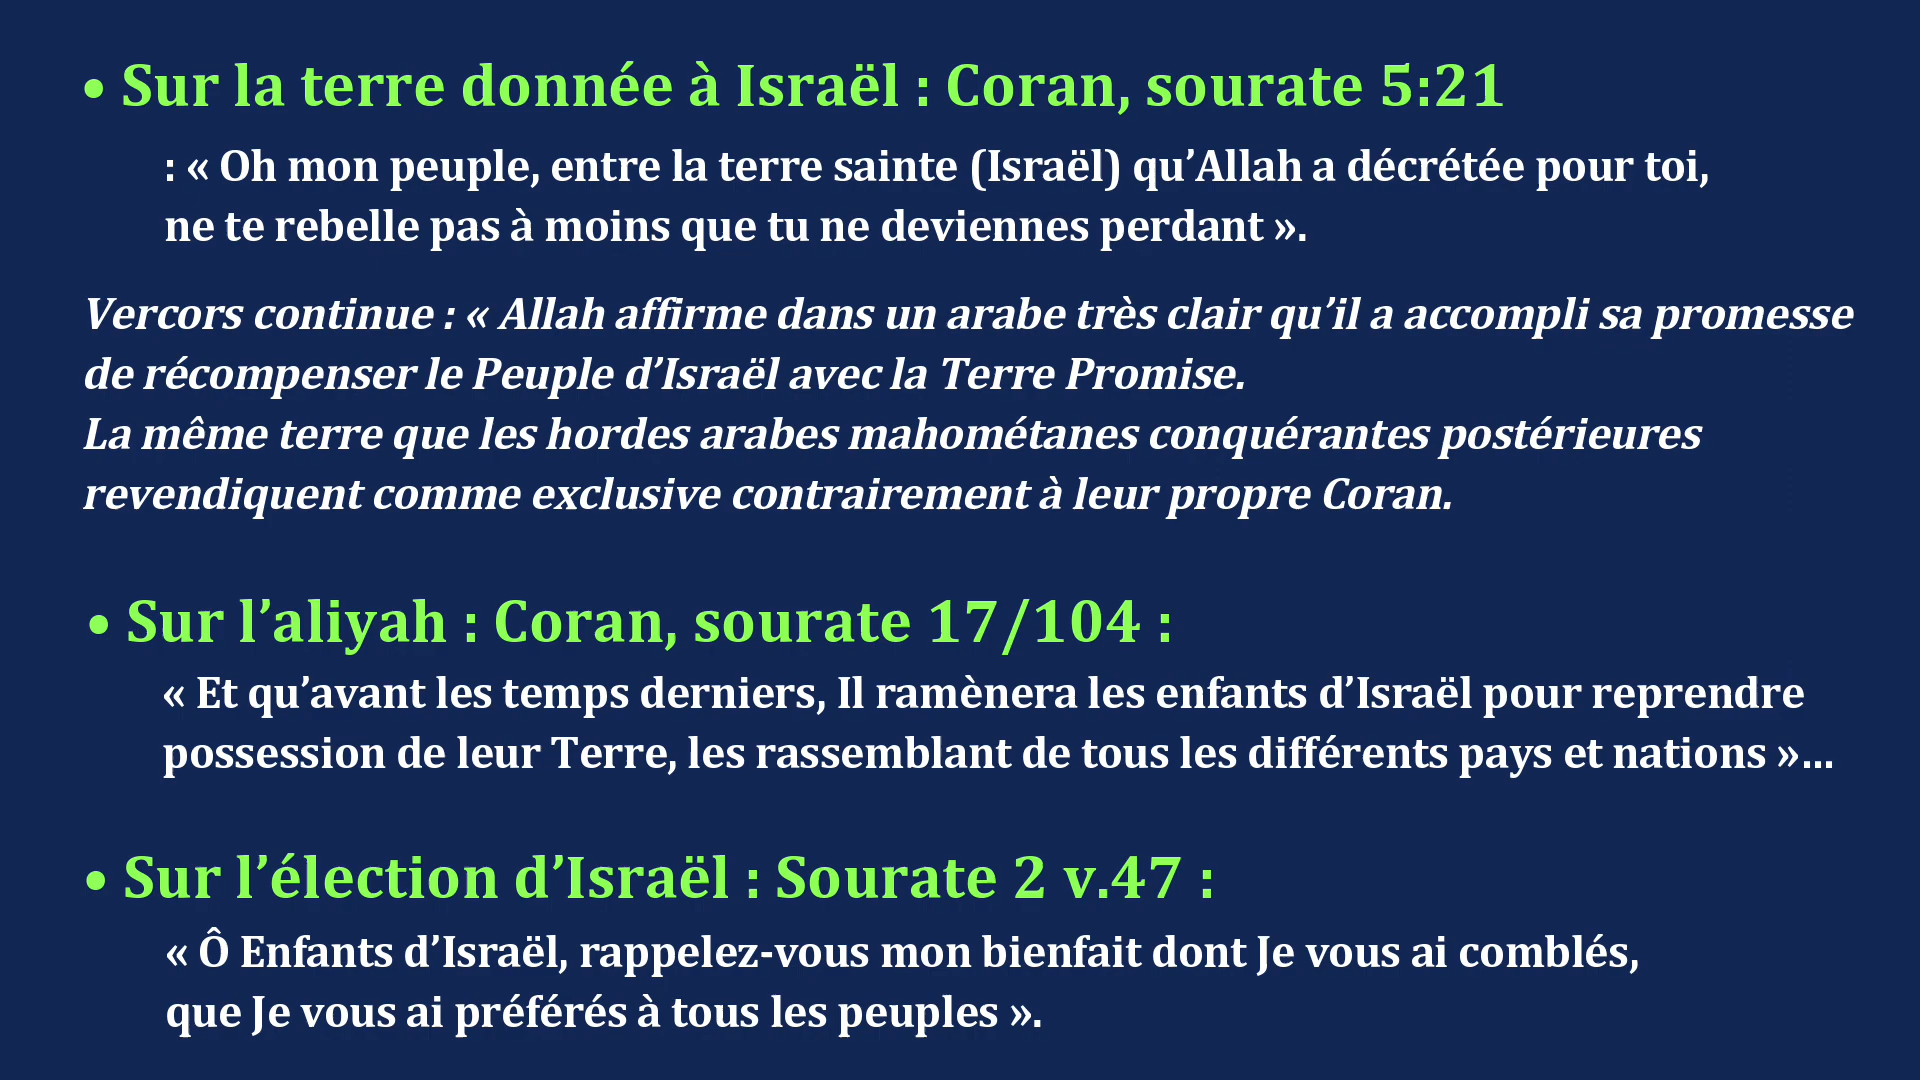 • Sur la terre donnée à Israël : Coran, sourate 5:21
: « Oh mon peuple, entre la terre sainte (Israël) qu’Allah a décrétée pour toi,
ne te rebelle pas à moins que tu ne deviennes perdant ».
Vercors continue : « Allah affirme dans un arabe très clair qu’il a accompli sa promesse
de récompenser le Peuple d’Israël avec la Terre Promise.
La même terre que les hordes arabes mahométanes conquérantes postérieures
revendiquent comme exclusive contrairement à leur propre Coran.
• Sur l’aliyah : Coran, sourate 17/104 :
« Et qu’avant les temps derniers, Il ramènera les enfants d’Israël pour reprendre
possession de leur Terre, les rassemblant de tous les différents pays et nations »...
• Sur l’élection d’Israël : Sourate 2 v.47 :
« Ô Enfants d’Israël, rappelez-vous mon bienfait dont Je vous ai comblés,
que Je vous ai préférés à tous les peuples ».